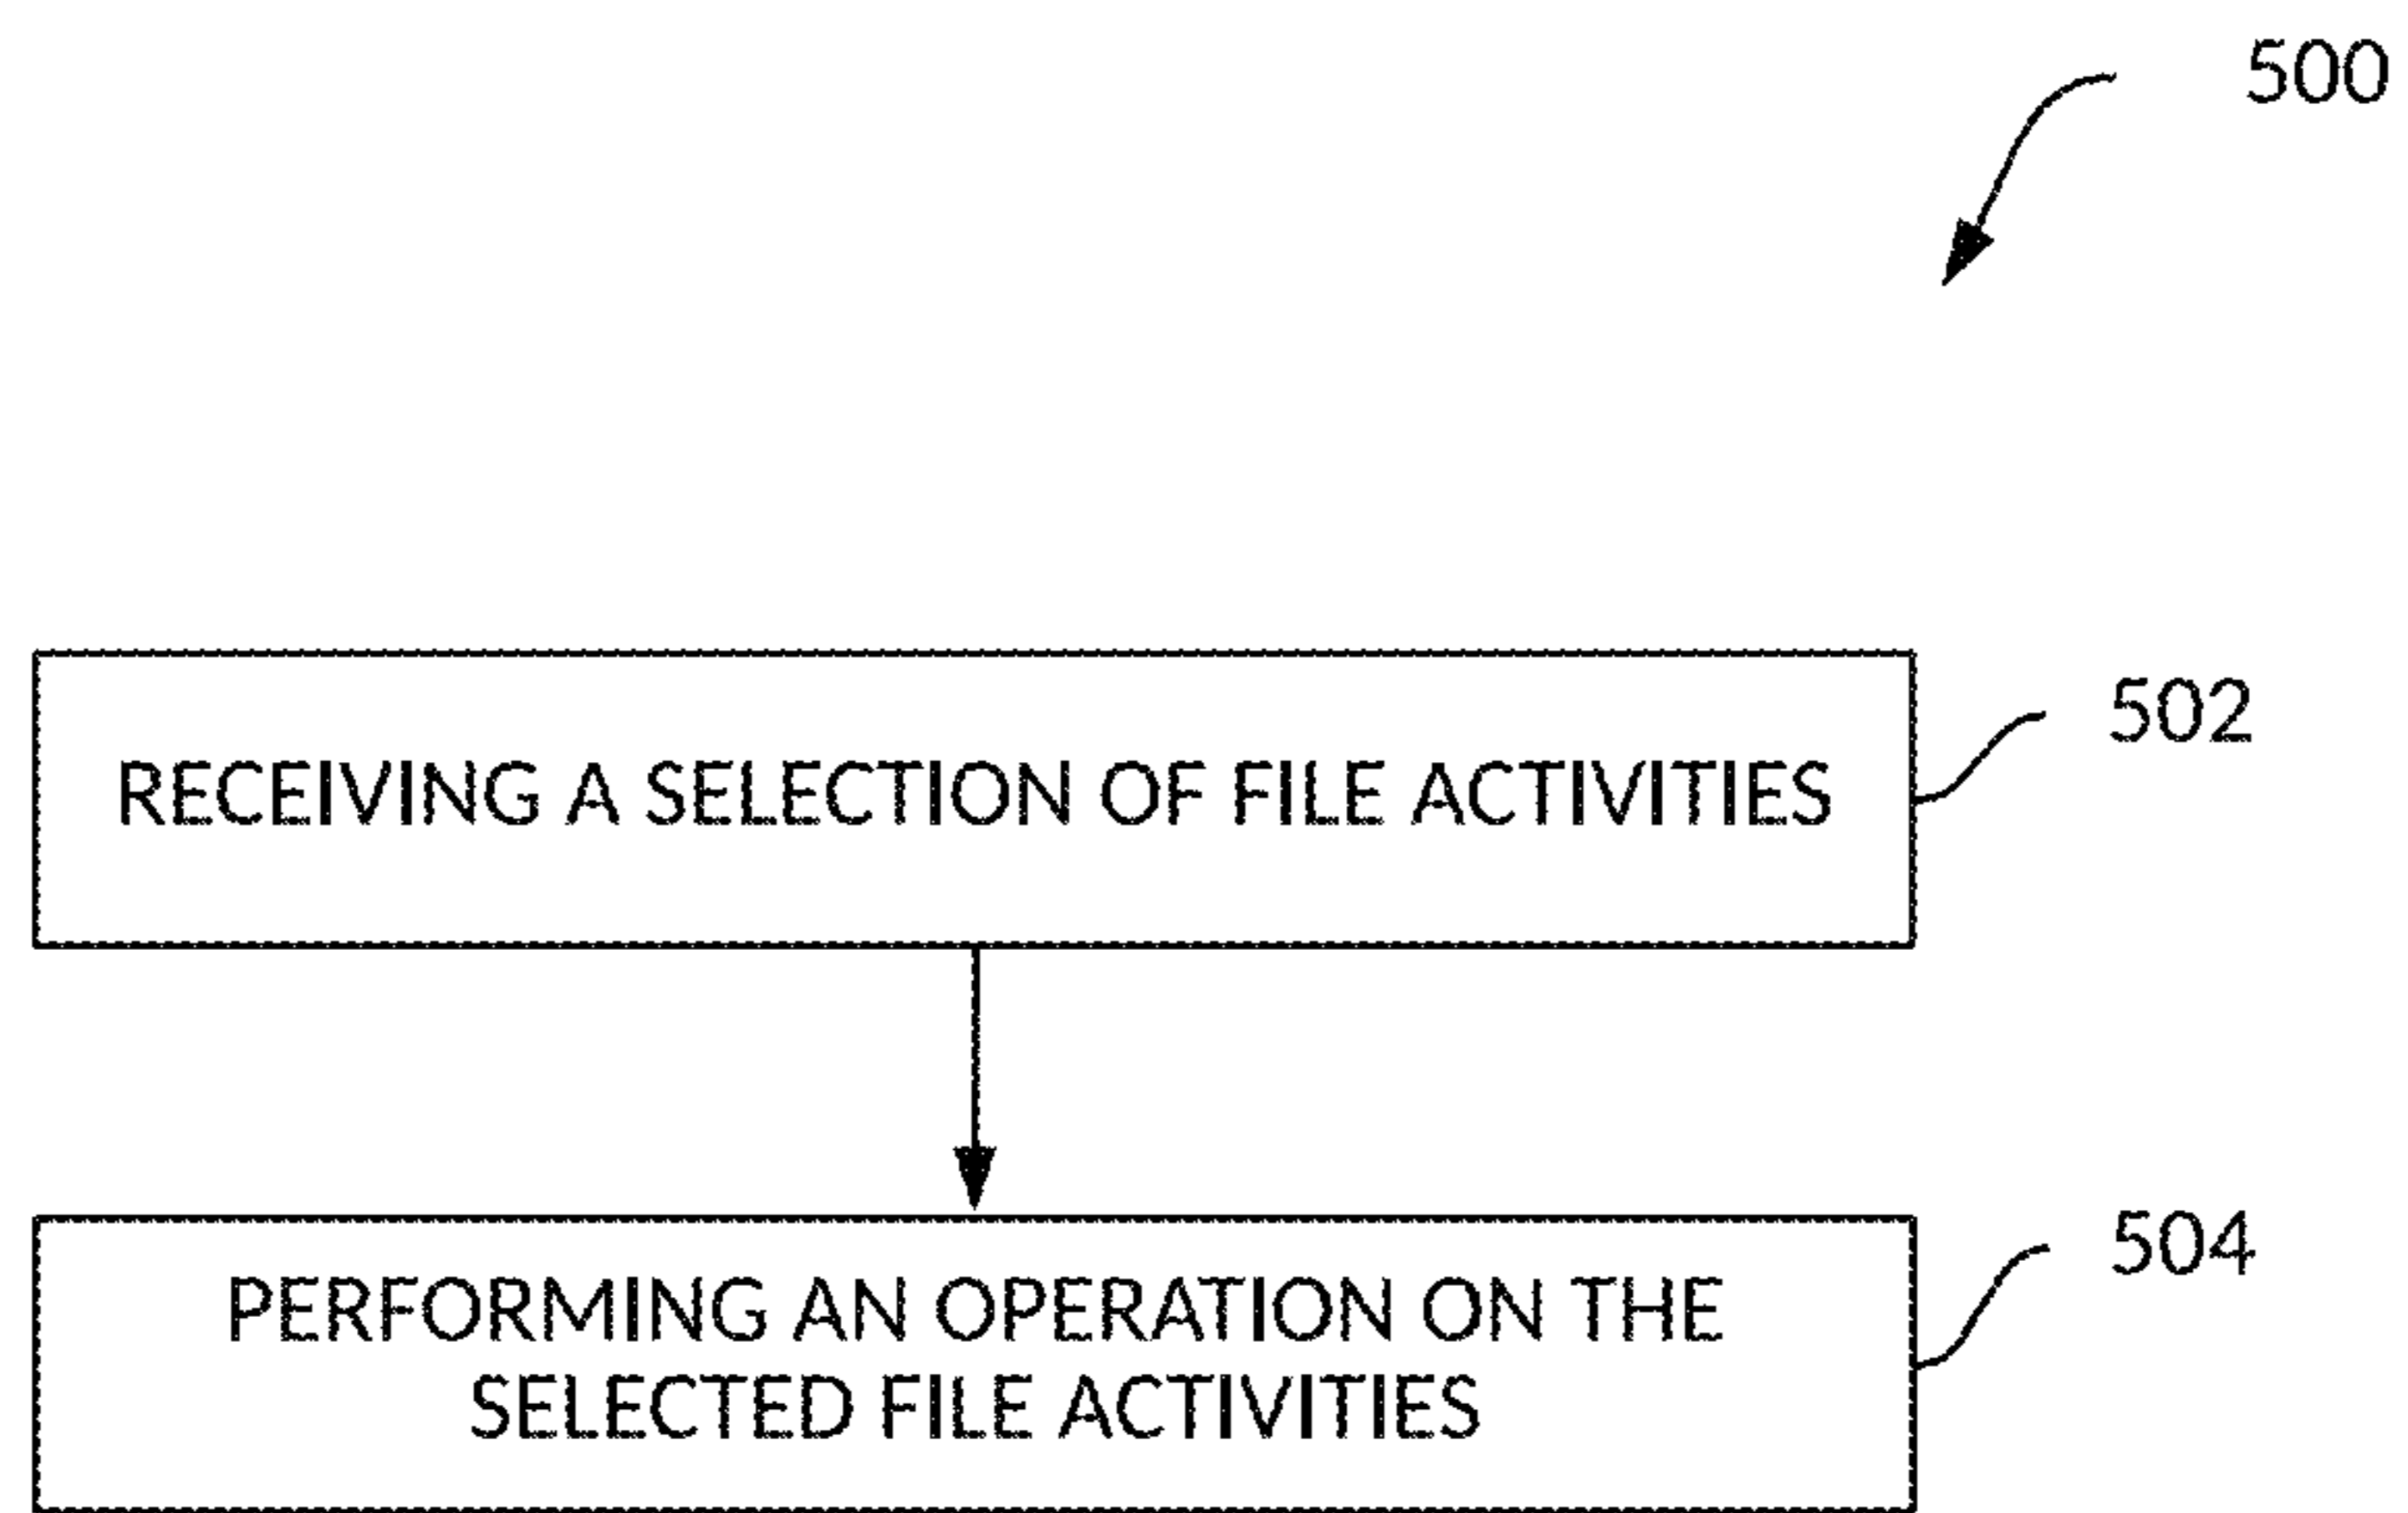 500
RECEIVING A SELECTION OF FILE ACTIVITIES
502
PERFORMING AN OPERATION ON THE
SELECTED FILE ACTIVITIES
504